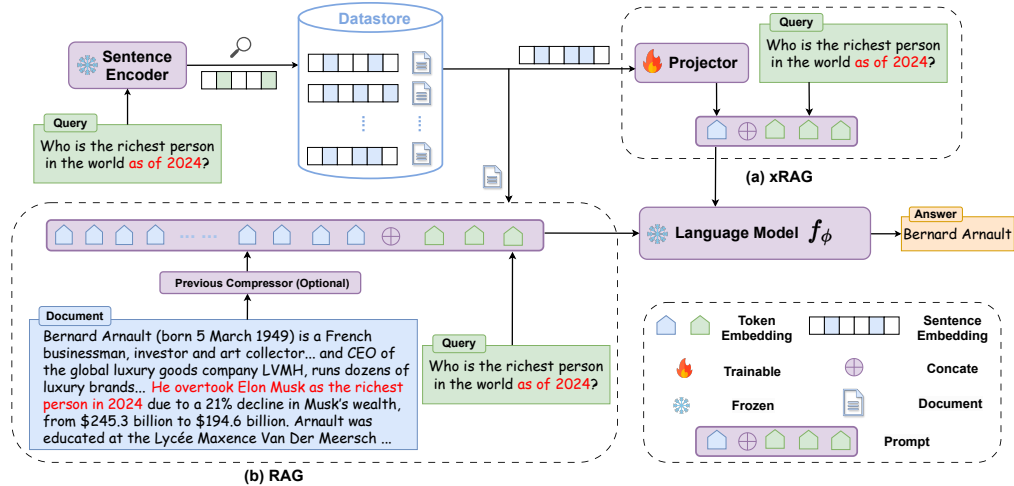 Datastore
Sentence
Encoder
Query
Who is the richest person
in the world as of 2024?
Projector
Query
Who is the richest person
in the world as of 2024?
(a) xRAG
Language Model fϕ
Answer
Bernard Arnault
Previous Compressor (Optional)
Document
Bernard Arnault (born 5 March 1949) is a French
businessman, investor and art collector... and CEO of
the global luxury goods company LVMH, runs dozens of
luxury brands... He overtook Elon Musk as the richest
person in 2024 due to a 21% decline in Musk's wealth,
from $245.3 billion to $194.6 billion. Arnault was
educated at the Lycée Maxence Van Der Meersch ...
Query
Who is the richest person
in the world as of 2024?
(b) RAG
Token
Embedding
Sentence
Embedding
Trainable
Concate
Frozen
Document
Prompt